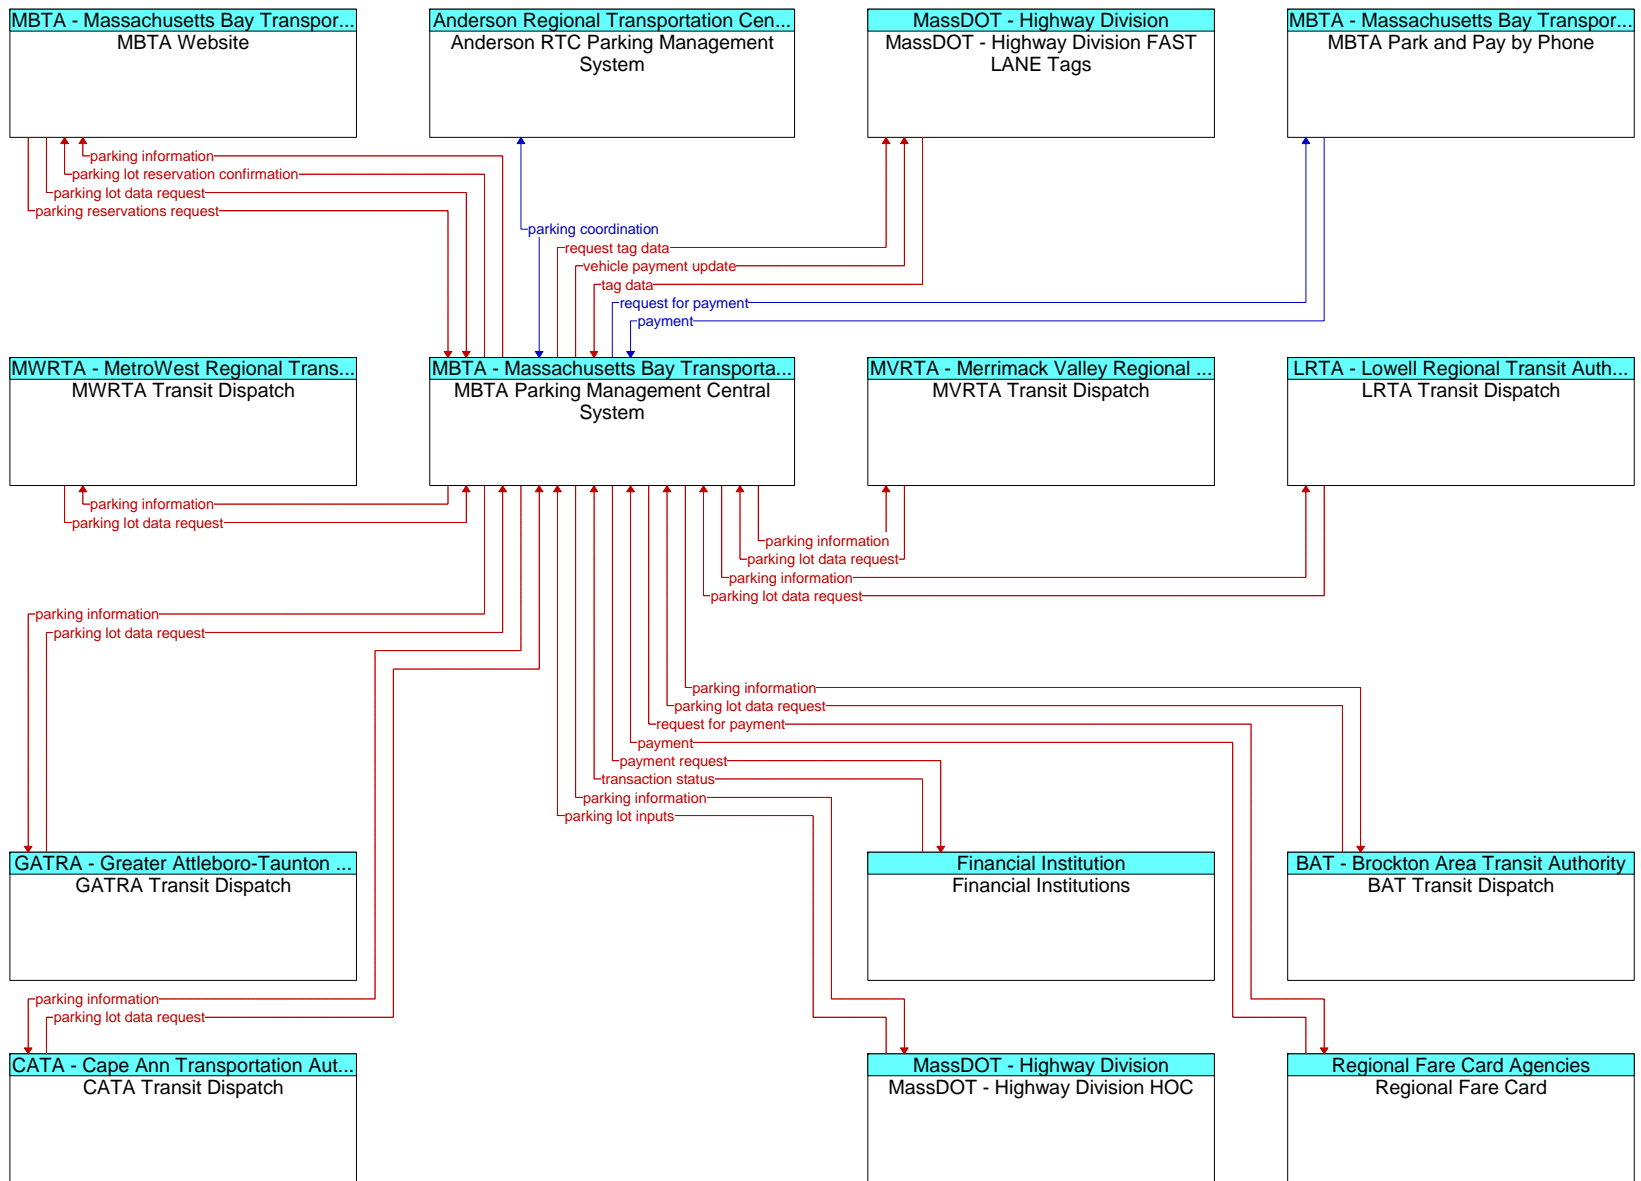 MBTA - Massachusetts Bay Transpor...
MBTA Website
Anderson Regional Transportation Cen...
Anderson RTC Parking Management
System
MassDOT - Highway Division
MassDOT - Highway Division FAST
LANE Tags
MBTA - Massachusetts Bay Transpor...
MBTA Park and Pay by Phone
parking information
parking lot reservation confirmation
parking lot data request
parking reservations request
parking coordination
request tag data
vehicle payment update
tag data
request for payment
payment
MWRTA - MetroWest Regional Trans...
MWRTA Transit Dispatch
MBTA - Massachusetts Bay Transporta...
MBTA Parking Management Central
System
MVRTA - Merrimack Valley Regional ...
MVRTA Transit Dispatch
LRTA - Lowell Regional Transit Auth...
LRTA Transit Dispatch
parking information
parking lot data request
parking information
parking lot data request
parking information
parking lot data request
parking information
parking lot data request
parking information
parking lot data request
request for payment
payment
payment request
transaction status
parking information
parking lot inputs
GATRA - Greater Attleboro-Taunton ...
GATRA Transit Dispatch
Financial Institution
Financial Institutions
BAT - Brockton Area Transit Authority
BAT Transit Dispatch
parking information
parking lot data request
CATA - Cape Ann Transportation Aut...
CATA Transit Dispatch
MassDOT - Highway Division
MassDOT - Highway Division HOC
Regional Fare Card Agencies
Regional Fare Card